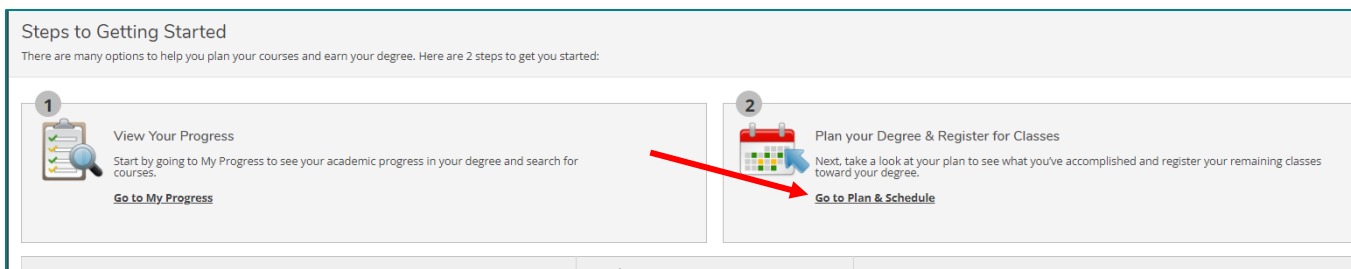 Steps to Getting Started
There are many options to help you plan your courses and earn your degree. Here are 2 steps to get you started:
1
View Your Progress
Start by going to My Progress to see your academic progress in your degree and search for
courses.
Go to My Progress
2
Plan your Degree & Register for Classes
Next, take a look at your plan to see what you've accomplished and register your remaining classes
toward your degree.
Go to Plan & Schedule